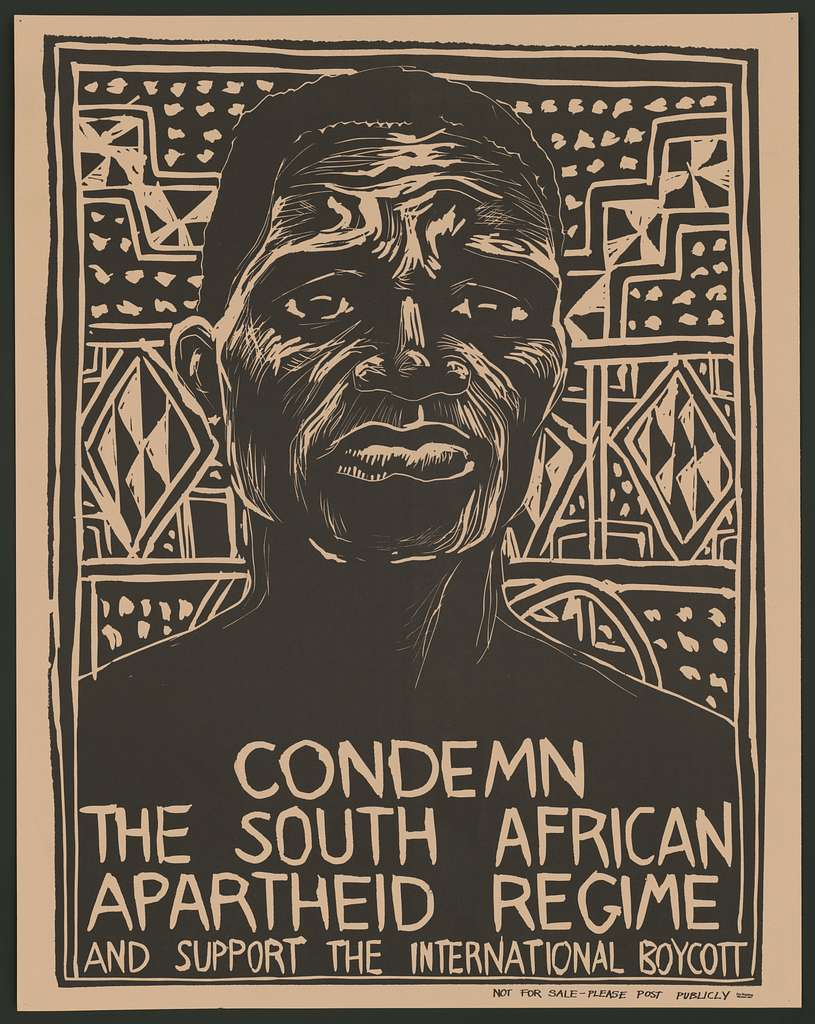 CONDEMN
THE SOUTH AFRICAN
APARTHEID REGIME
AND SUPPORT THE INTERNATIONAL BOYCOTT
NOT FOR SALE-PLEASE POST PUBLICLY